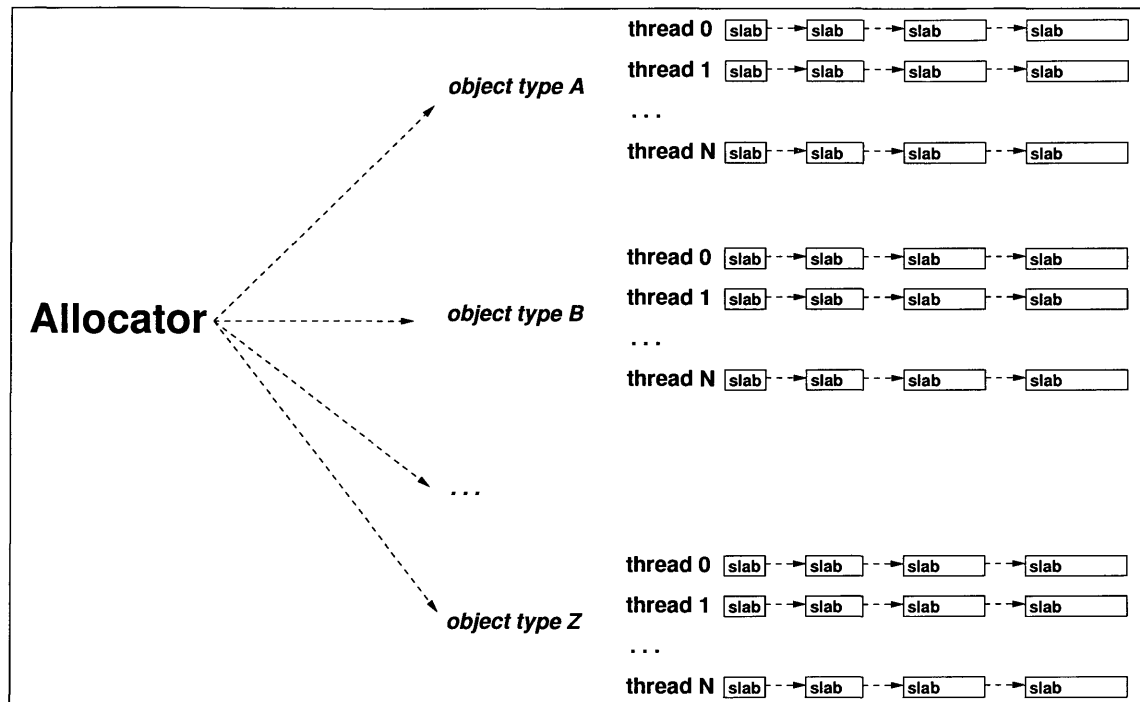 thread 0 slab slab slab slab
thread 1 slab slab slab slab
object type A
...
thread N slab slab slab slab
thread 0 slab slab slab slab
thread 1 slab slab slab slab
Allocator
object type B
...
thread N slab slab slab slab
...
thread 0 slab slab slab slab
thread 1 slab slab slab slab
object type Z
...
thread N slab slab slab slab